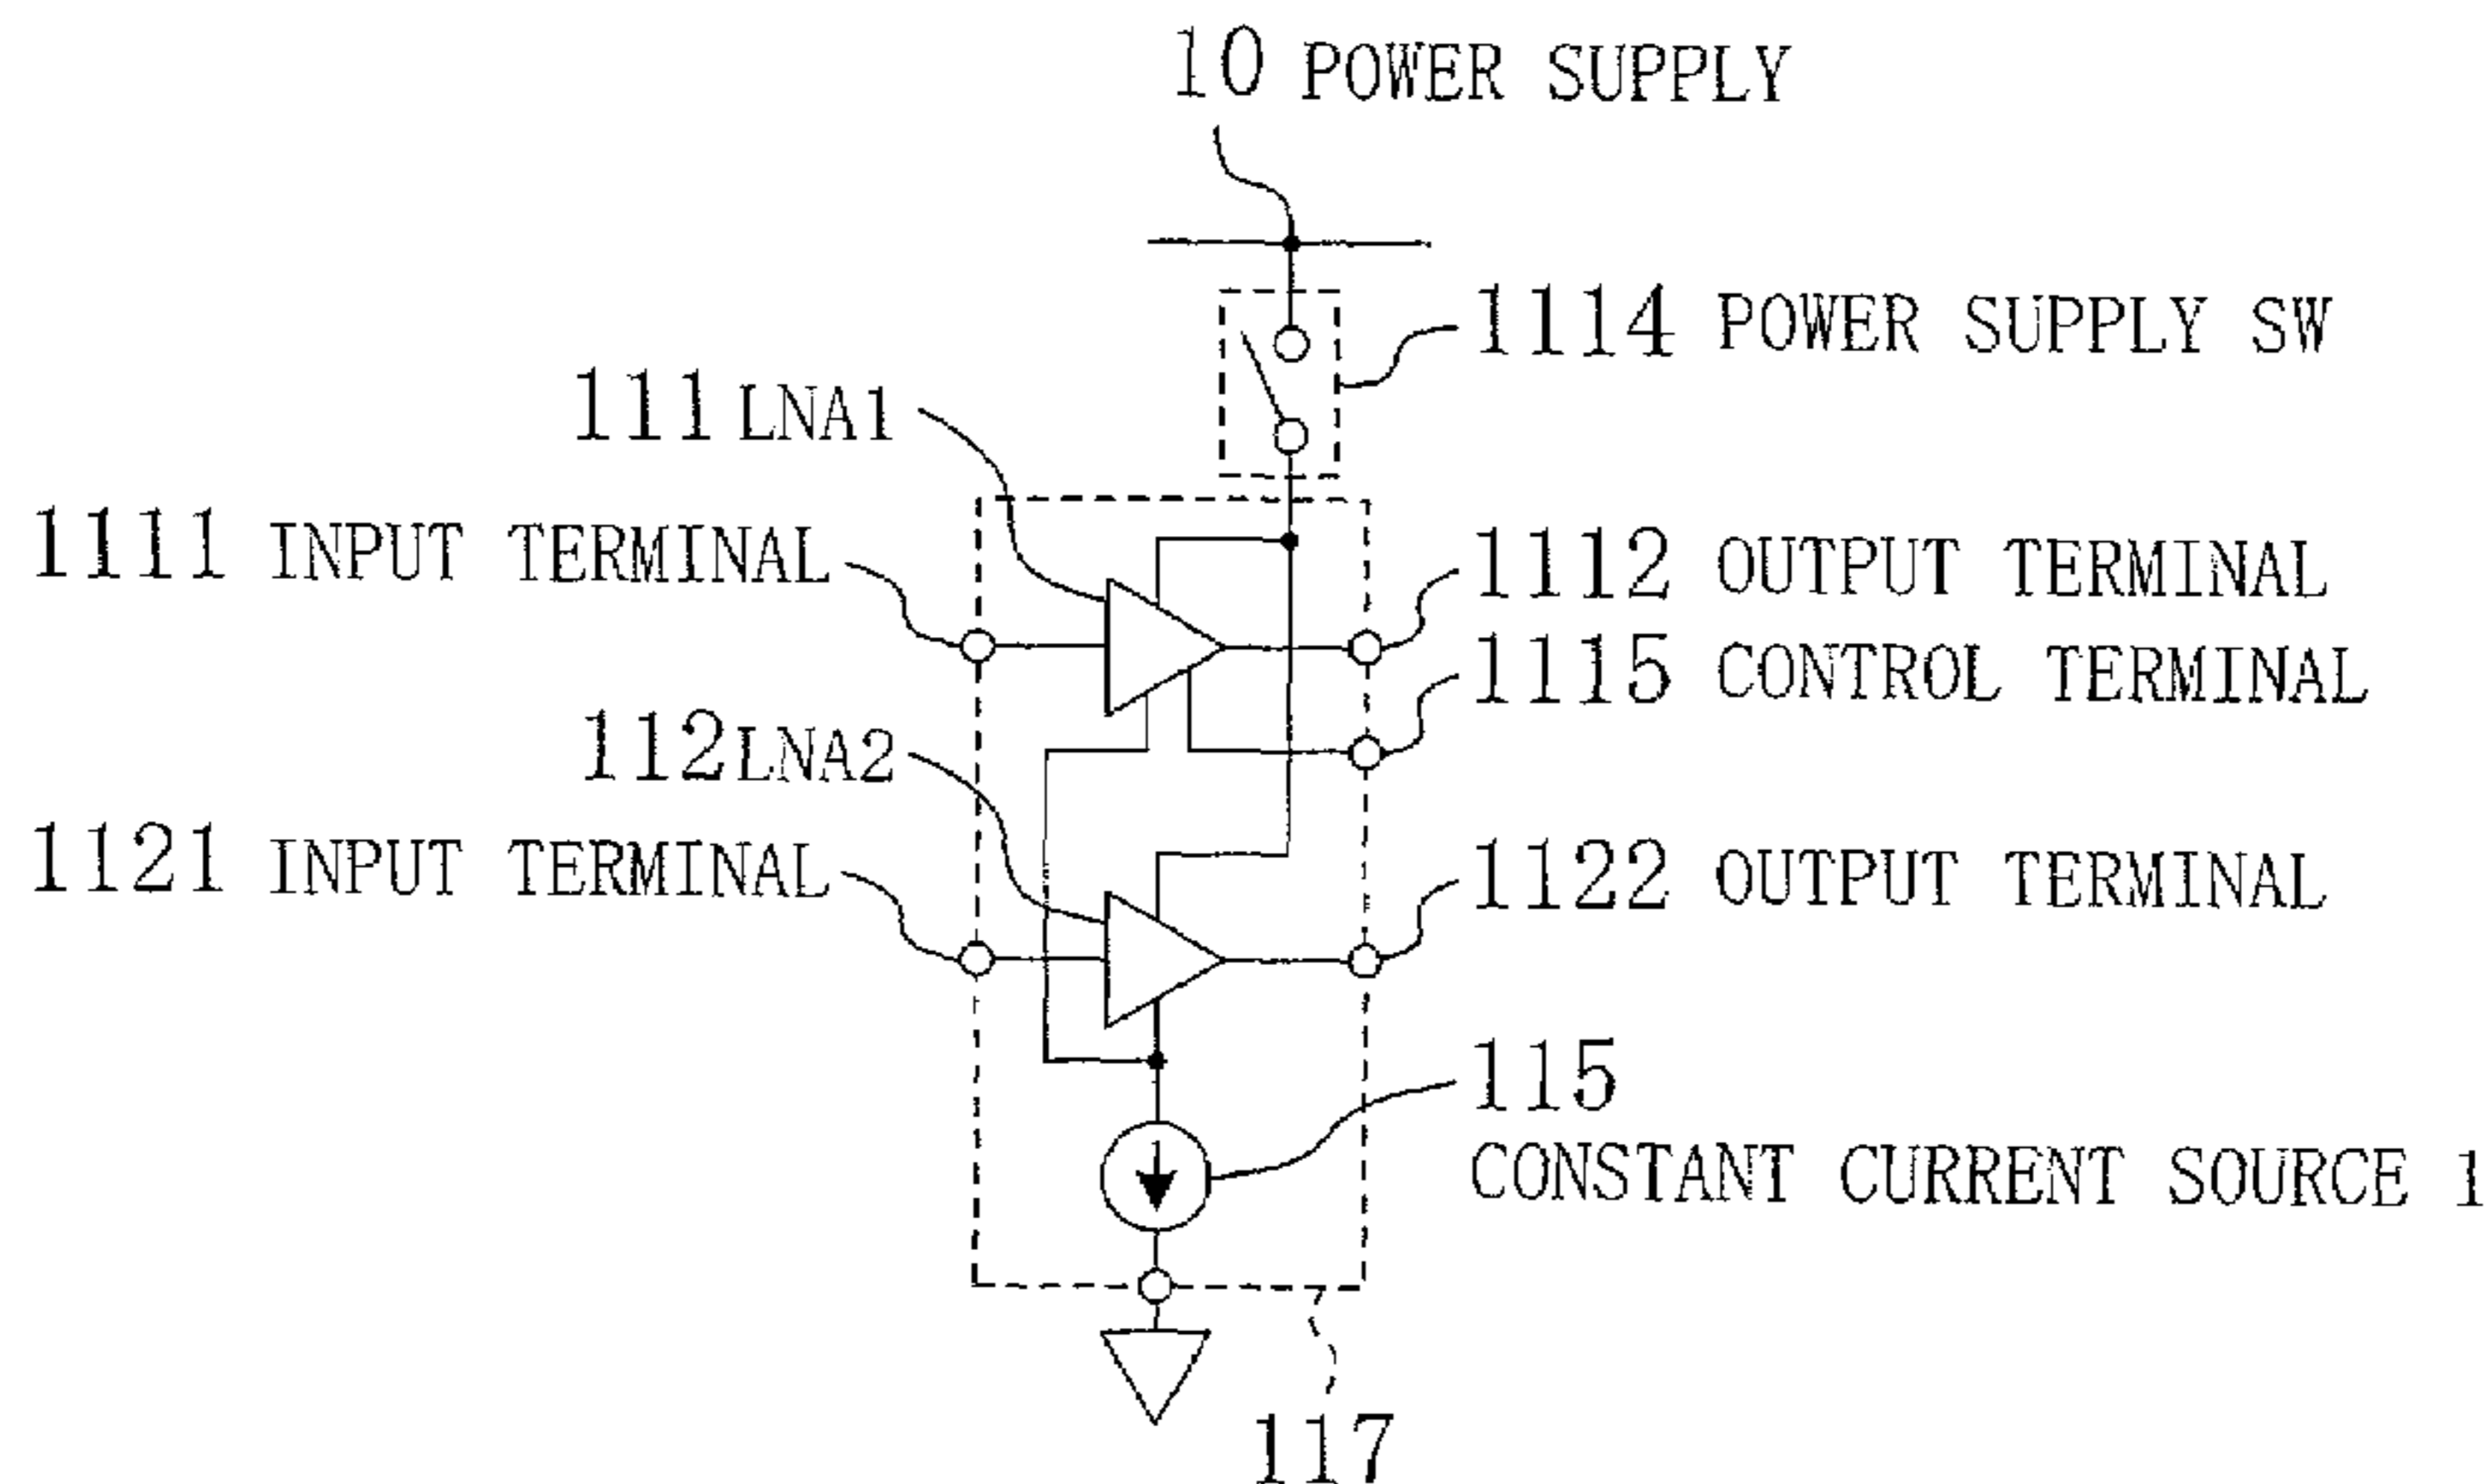 10 POWER SUPPLY
1114 POWER SUPPLY SW
111 LNA1
1111 INPUT TERMINAL
1112 OUTPUT TERMINAL
1115 CONTROL TERMINAL
112 LNA2
1121 INPUT TERMINAL
1122 OUTPUT TERMINAL
115
CONSTANT CURRENT SOURCE 1
117